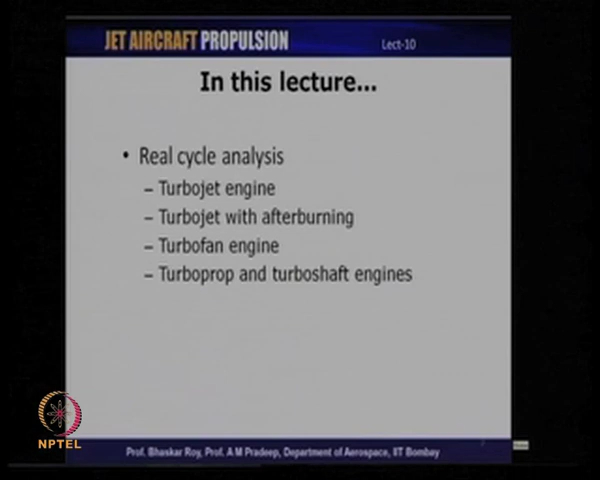 JET AIRCRAFT PROPULSION
Lect-10
In this lecture...
• Real cycle analysis
– Turbojet engine
– Turbojet with afterburning
– Turbofan engine
– Turboprop and turboshaft engines
NPTEL
Prof. Bhaskar Roy, Prof. A M Pradeep, Department of Aerospace, IIT Bombay